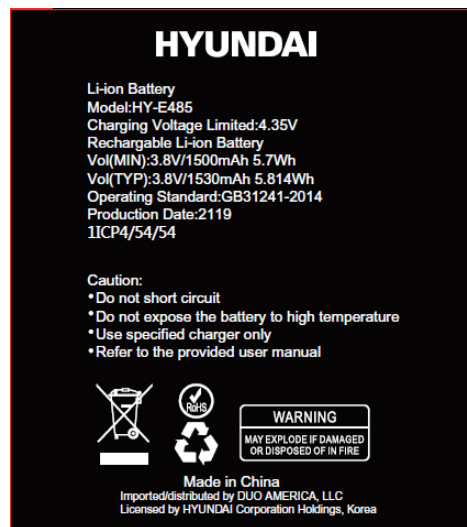 HYUNDAI
Li-ion Battery
Model:HY-E485
Charging Voltage Limited:4.35V
Rechargable Li-ion Battery
Vol(MIN):3.8V/1500mAh 5.7Wh
Vol(TYP):3.8V/1530mAh 5.814Wh
Operating Standard:GB31241-2014
Production Date:2119
1ICP4/54/54
Caution:
•Do not short circuit
•Do not expose the battery to high temperature
•Use specified charger only
•Refer to the provided user manual
RoHS
WARNING
MAY EXPLODE IF DAMAGED
OR DISPOSED OF IN FIRE
Made in China
Imported/distributed by DUO AMERICA, LLC
Licensed by HYUNDAI Corporation Holdings, Korea